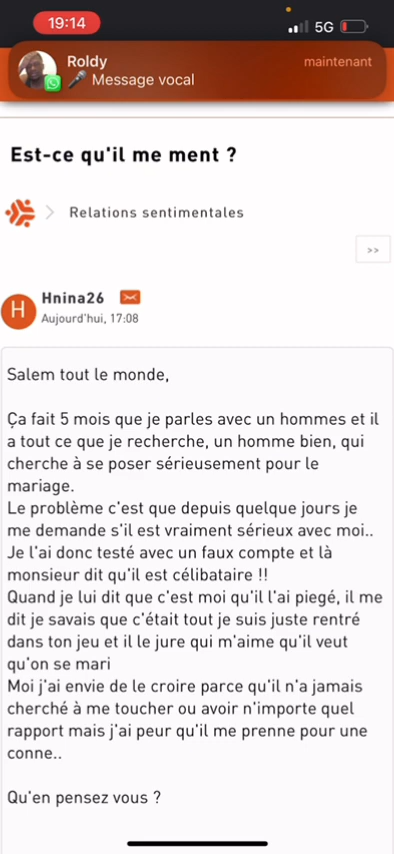 19:14
5G
Roldy
maintenant
🎤 Message vocal
Est-ce qu'il me ment ?
Relations sentimentales
>>
H
Hnina26
Aujourd'hui, 17:08
Salem tout le monde,
Ça fait 5 mois que je parles avec un hommes et il
a tout ce que je recherche, un homme bien, qui
cherche à se poser sérieusement pour le
mariage.
Le problème c'est que depuis quelque jours je
me demande s'il est vraiment sérieux avec moi..
Je l'ai donc testé avec un faux compte et là
monsieur dit qu'il est célibataire !!
Quand je lui dit que c'est moi qu'il l'ai piegé, il me
dit je savais que c'était tout je suis juste rentré
dans ton jeu et il le jure qui m'aime qu'il veut
qu'on se mari
Moi j'ai envie de le croire parce qu'il n'a jamais
cherché à me toucher ou avoir n'importe quel
rapport mais j'ai peur qu'il me prenne pour une
conne..
Qu'en pensez vous ?